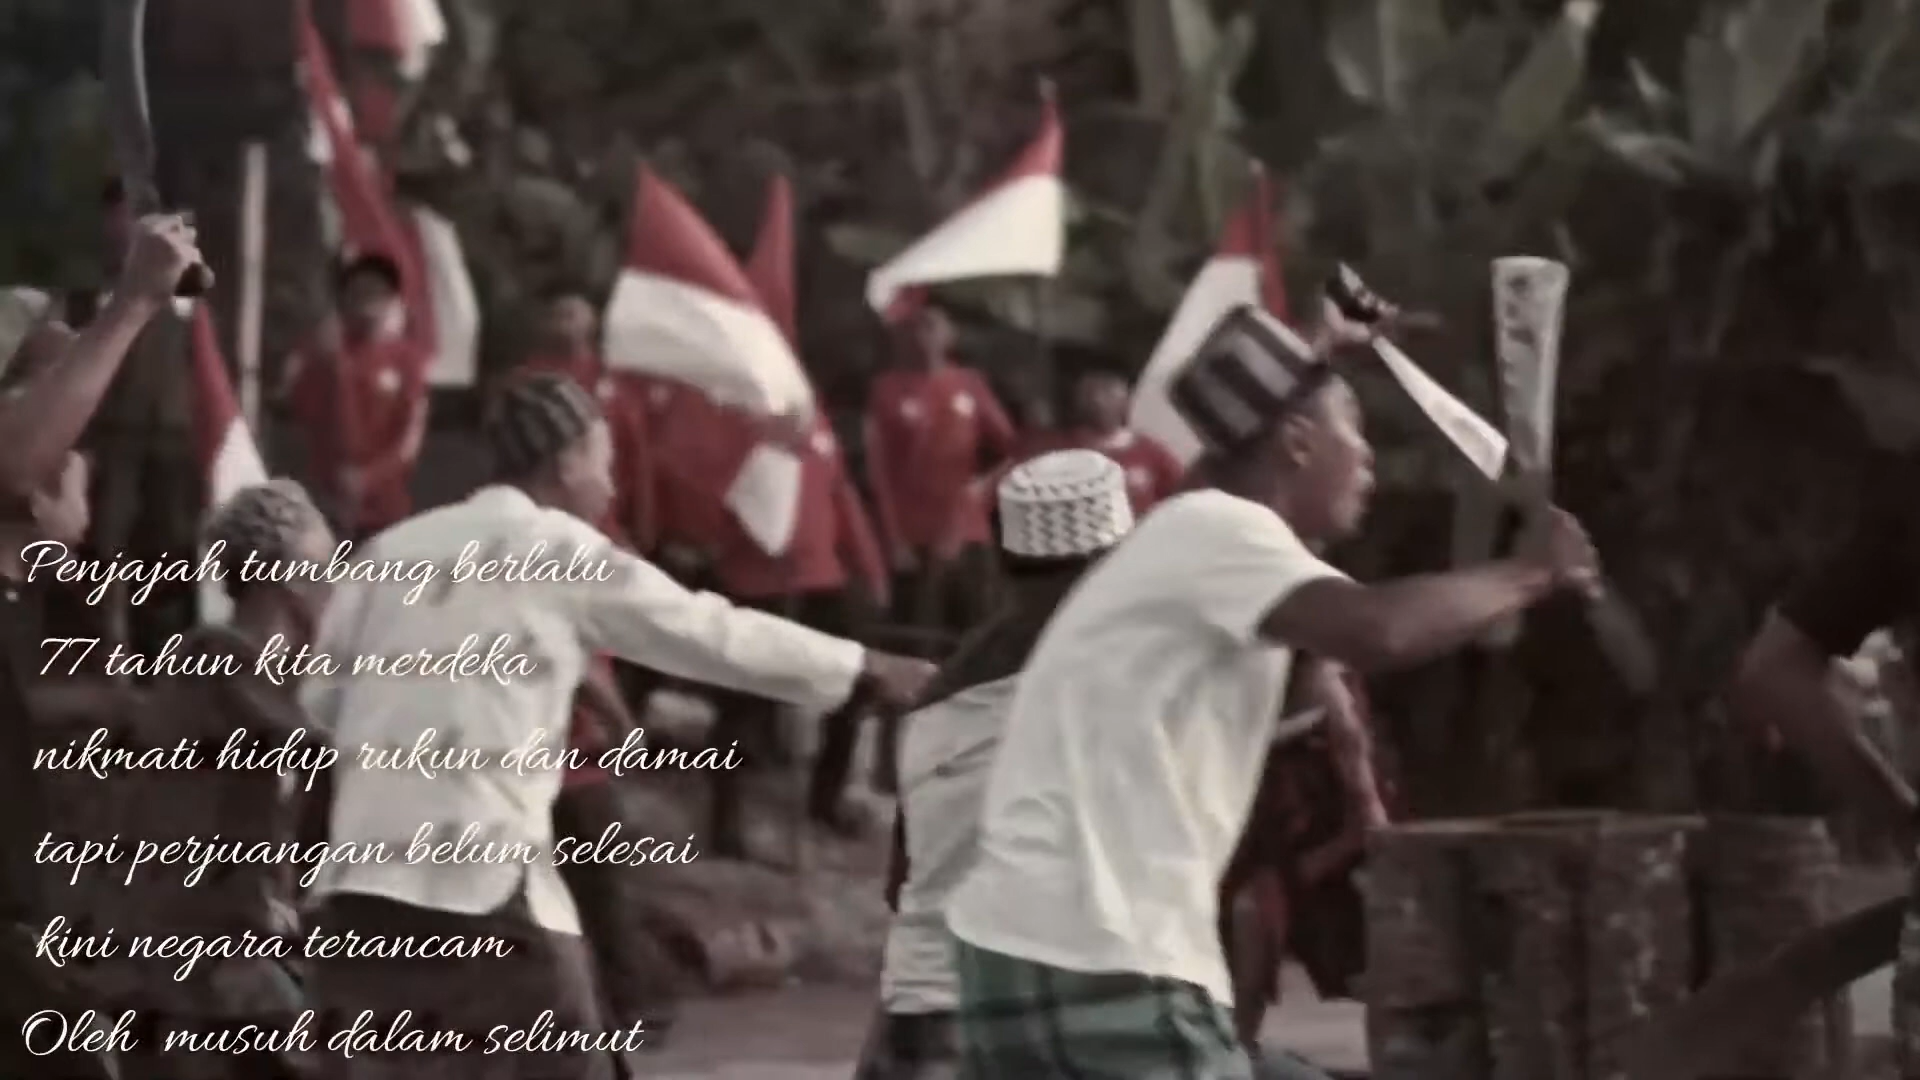 Penjajah tumbang berlalu
77 tahun kita merdeka
nikmati hidup rukun dan damai
tapi perjuangan belum selesai
kini negara terancam
Oleh musuh dalam selimut